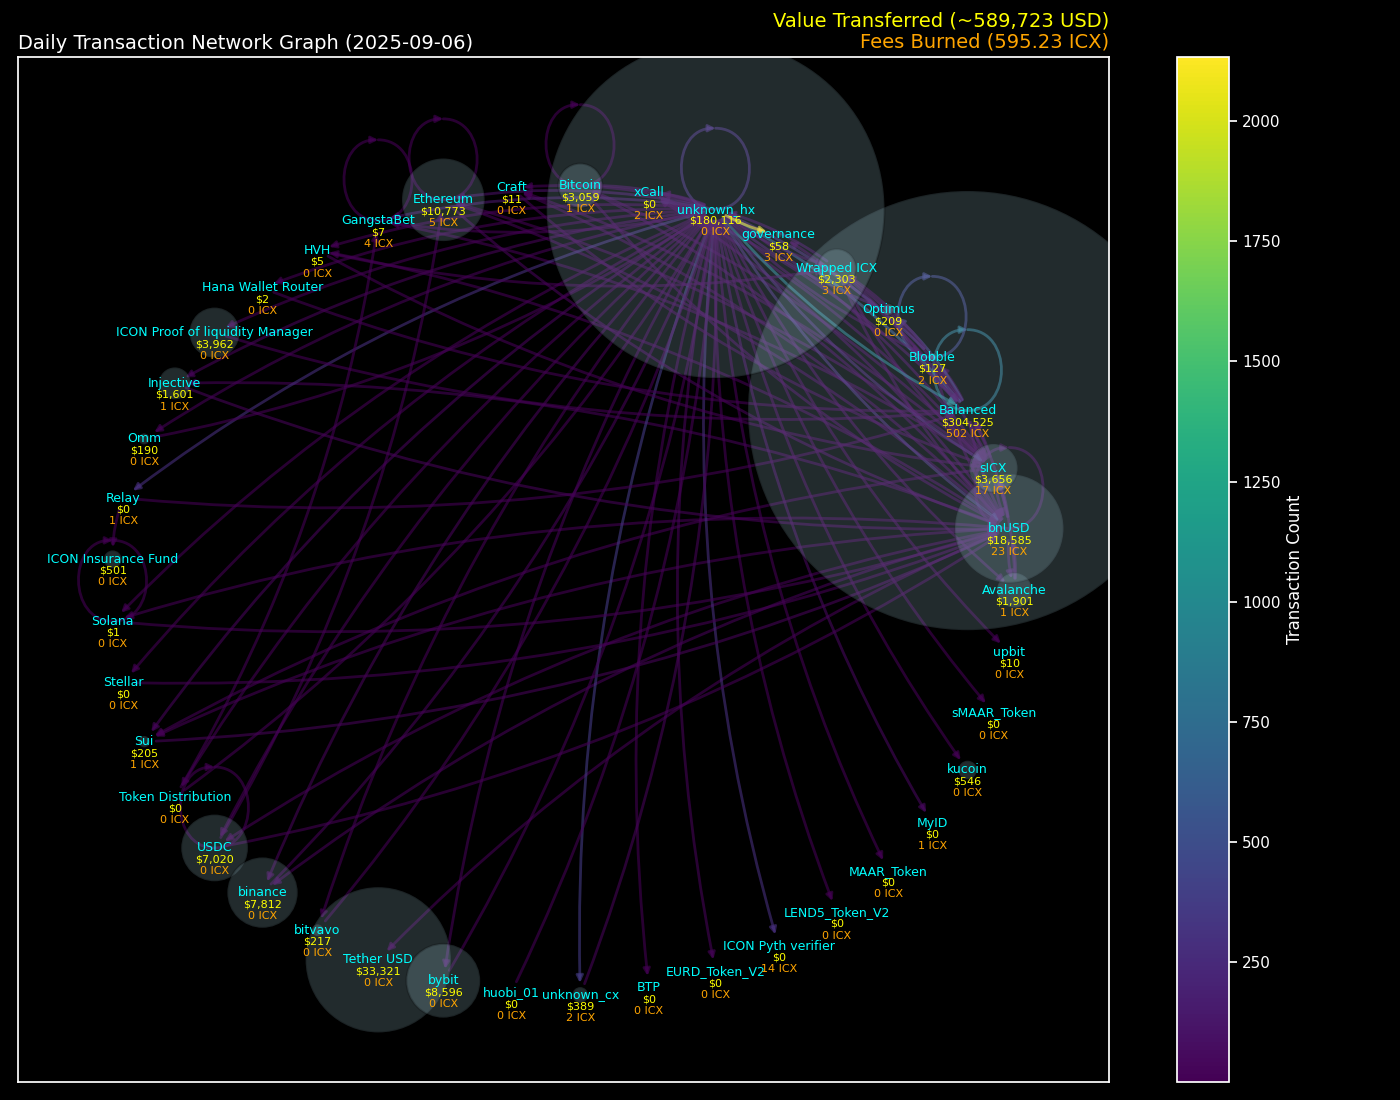 Value Transferred (~589,723 USD)
Daily Transaction Network Graph (2025-09-06)
Fees Burned (595.23 ICX)
Craft
$11
0 ICX
Bitcoin
$3,059
1 ICX
xCall
$0
2 ICX
Ethereum
$10,773
5 ICX
unknown_hx
$180,116
0 ICX
GangstaBet
$7
4 ICX
governance
$58
3 ICX
HVH
$5
0 ICX
Wrapped ICX
$2,303
3 ICX
Hana Wallet Router
$2
0 ICX
Optimus
$209
0 ICX
ICON Proof of liquidity Manager
$3,962
0 ICX
Blobble
$127
2 ICX
Injective
$1,601
1 ICX
Balanced
$304,525
502 ICX
Omm
$190
0 ICX
sICX
$3,656
17 ICX
Relay
$0
1 ICX
bnUSD
$18,585
23 ICX
ICON Insurance Fund
$501
0 ICX
Avalanche
$1,901
1 ICX
Solana
$1
0 ICX
upbit
$10
0 ICX
Stellar
$0
0 ICX
sMAAR_Token
$0
0 ICX
Sui
$205
1 ICX
kucoin
$546
0 ICX
Token Distribution
$0
0 ICX
MyID
$0
1 ICX
USDC
$7,020
0 ICX
MAAR_Token
$0
0 ICX
binance
$7,812
0 ICX
LEND5_Token_V2
$0
0 ICX
bitvavo
$217
0 ICX
ICON Pyth verifier
$0
14 ICX
Tether USD
$33,321
0 ICX
EURD_Token_V2
$0
0 ICX
bybit
$8,596
0 ICX
BTP
$0
0 ICX
huobi_01
$0
0 ICX
unknown_cx
$389
2 ICX
2000
1750
1500
1250
1000
750
500
250
Transaction Count